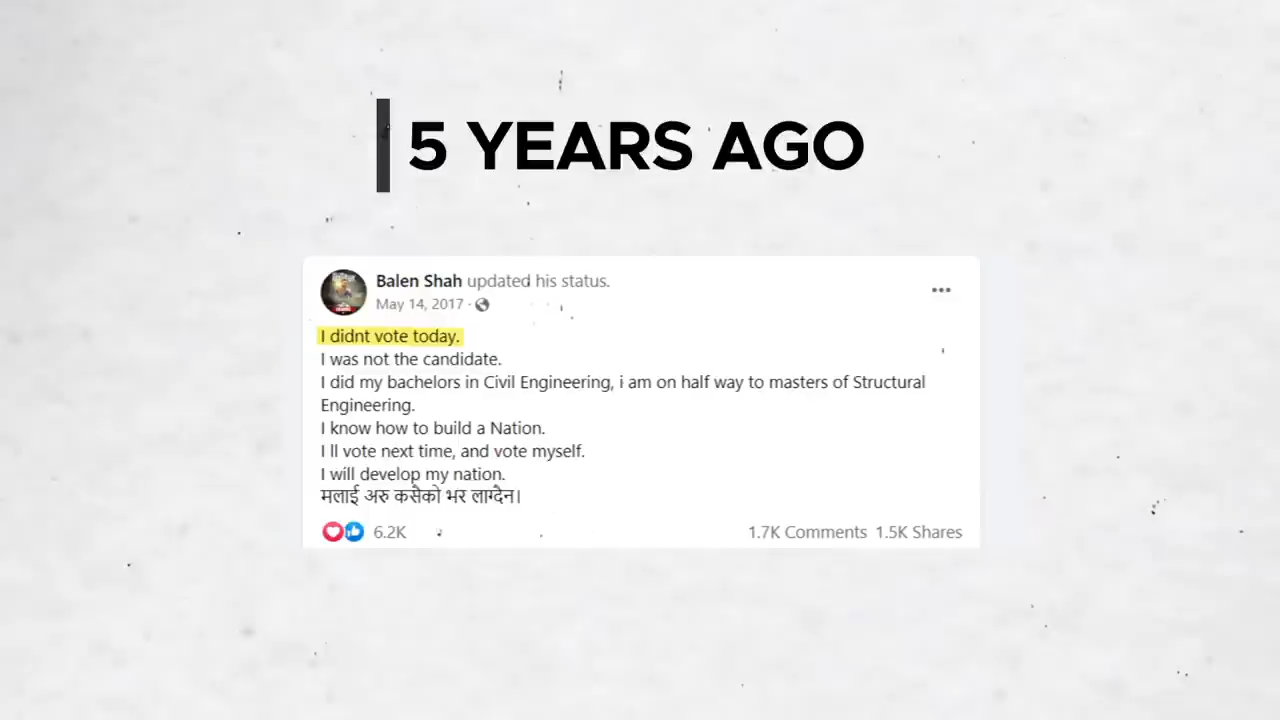 5 YEARS AGO
Balen Shah updated his status.
May 14, 2017 ·
I didnt vote today.
I was not the candidate.
I did my bachelors in Civil Engineering, i am on half way to masters of Structural
Engineering.
I know how to build a Nation.
I ll vote next time, and vote myself.
I will develop my nation.
मलाई अरु कसैको भर लाग्दैन।
6.2K 1.7K Comments 1.5K Shares